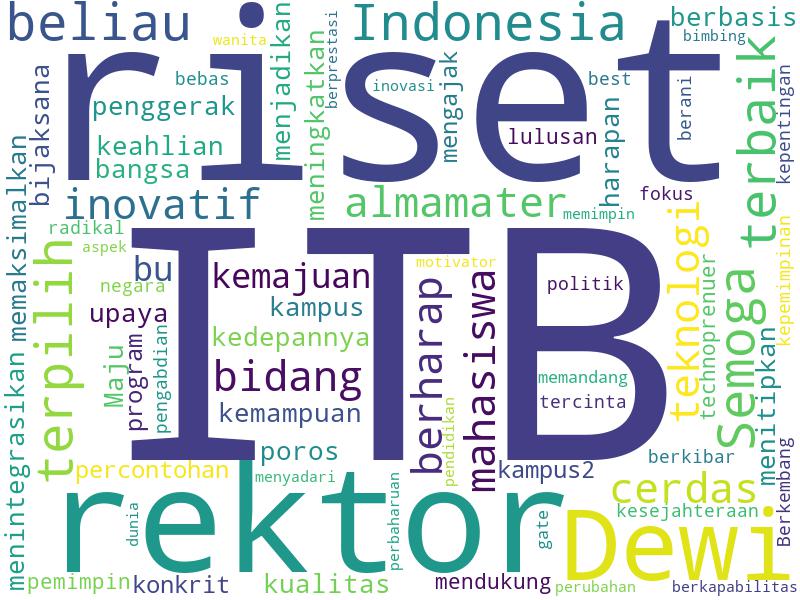 beliau
wanita
Indonesia
berbasis
bimbing
riset
bebas
penggerak
keahlian
bangsa
menjadikan
meningkatkan
berprestasi
inovasi
mengajak
best
lulusan
harapan
berani
terbaik
kepentingan
bijaksana
memaksimalkan
inovatif
almamater
memimpin
fokus
radikal
aspek
negara
bu
upaya
ITB
kemajuan
kampus
kedepannya
bidang
kemampuan
poros
motivator
berharap
mahasiswa
politik
memandang
tercinta
teknologi
technoprenuer
Semoga
menitipkan
kepemimpinan
terpilih
Maju
program
pengabdian
menintegrasikan
percontohan
menyadari
pendidikan
kampus2
berkibar
Berkembang
rektor
dunia
perbaharuan
gate
cerdas
kesejahteraan
Dewi
pemimpin
konkrit
kualitas
mendukung
perubahan
berkapabilitas